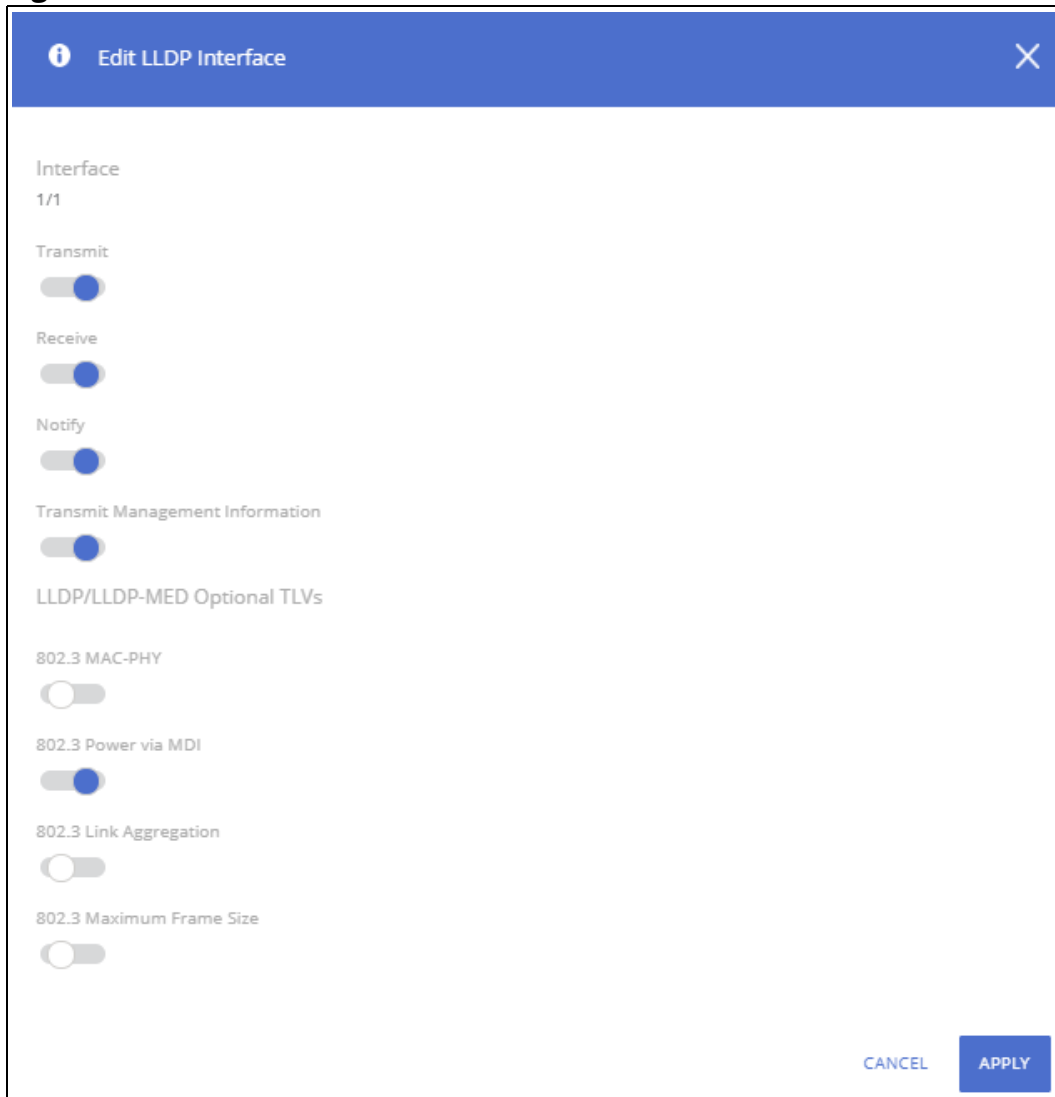 Edit LLDP Interface
Interface
1/1
Transmit
Receive
Notify
Transmit Management Information
LLDP/LLDP-MED Optional TLVs
802.3 MAC-PHY
802.3 Power via MDI
802.3 Link Aggregation
802.3 Maximum Frame Size
CANCEL APPLY